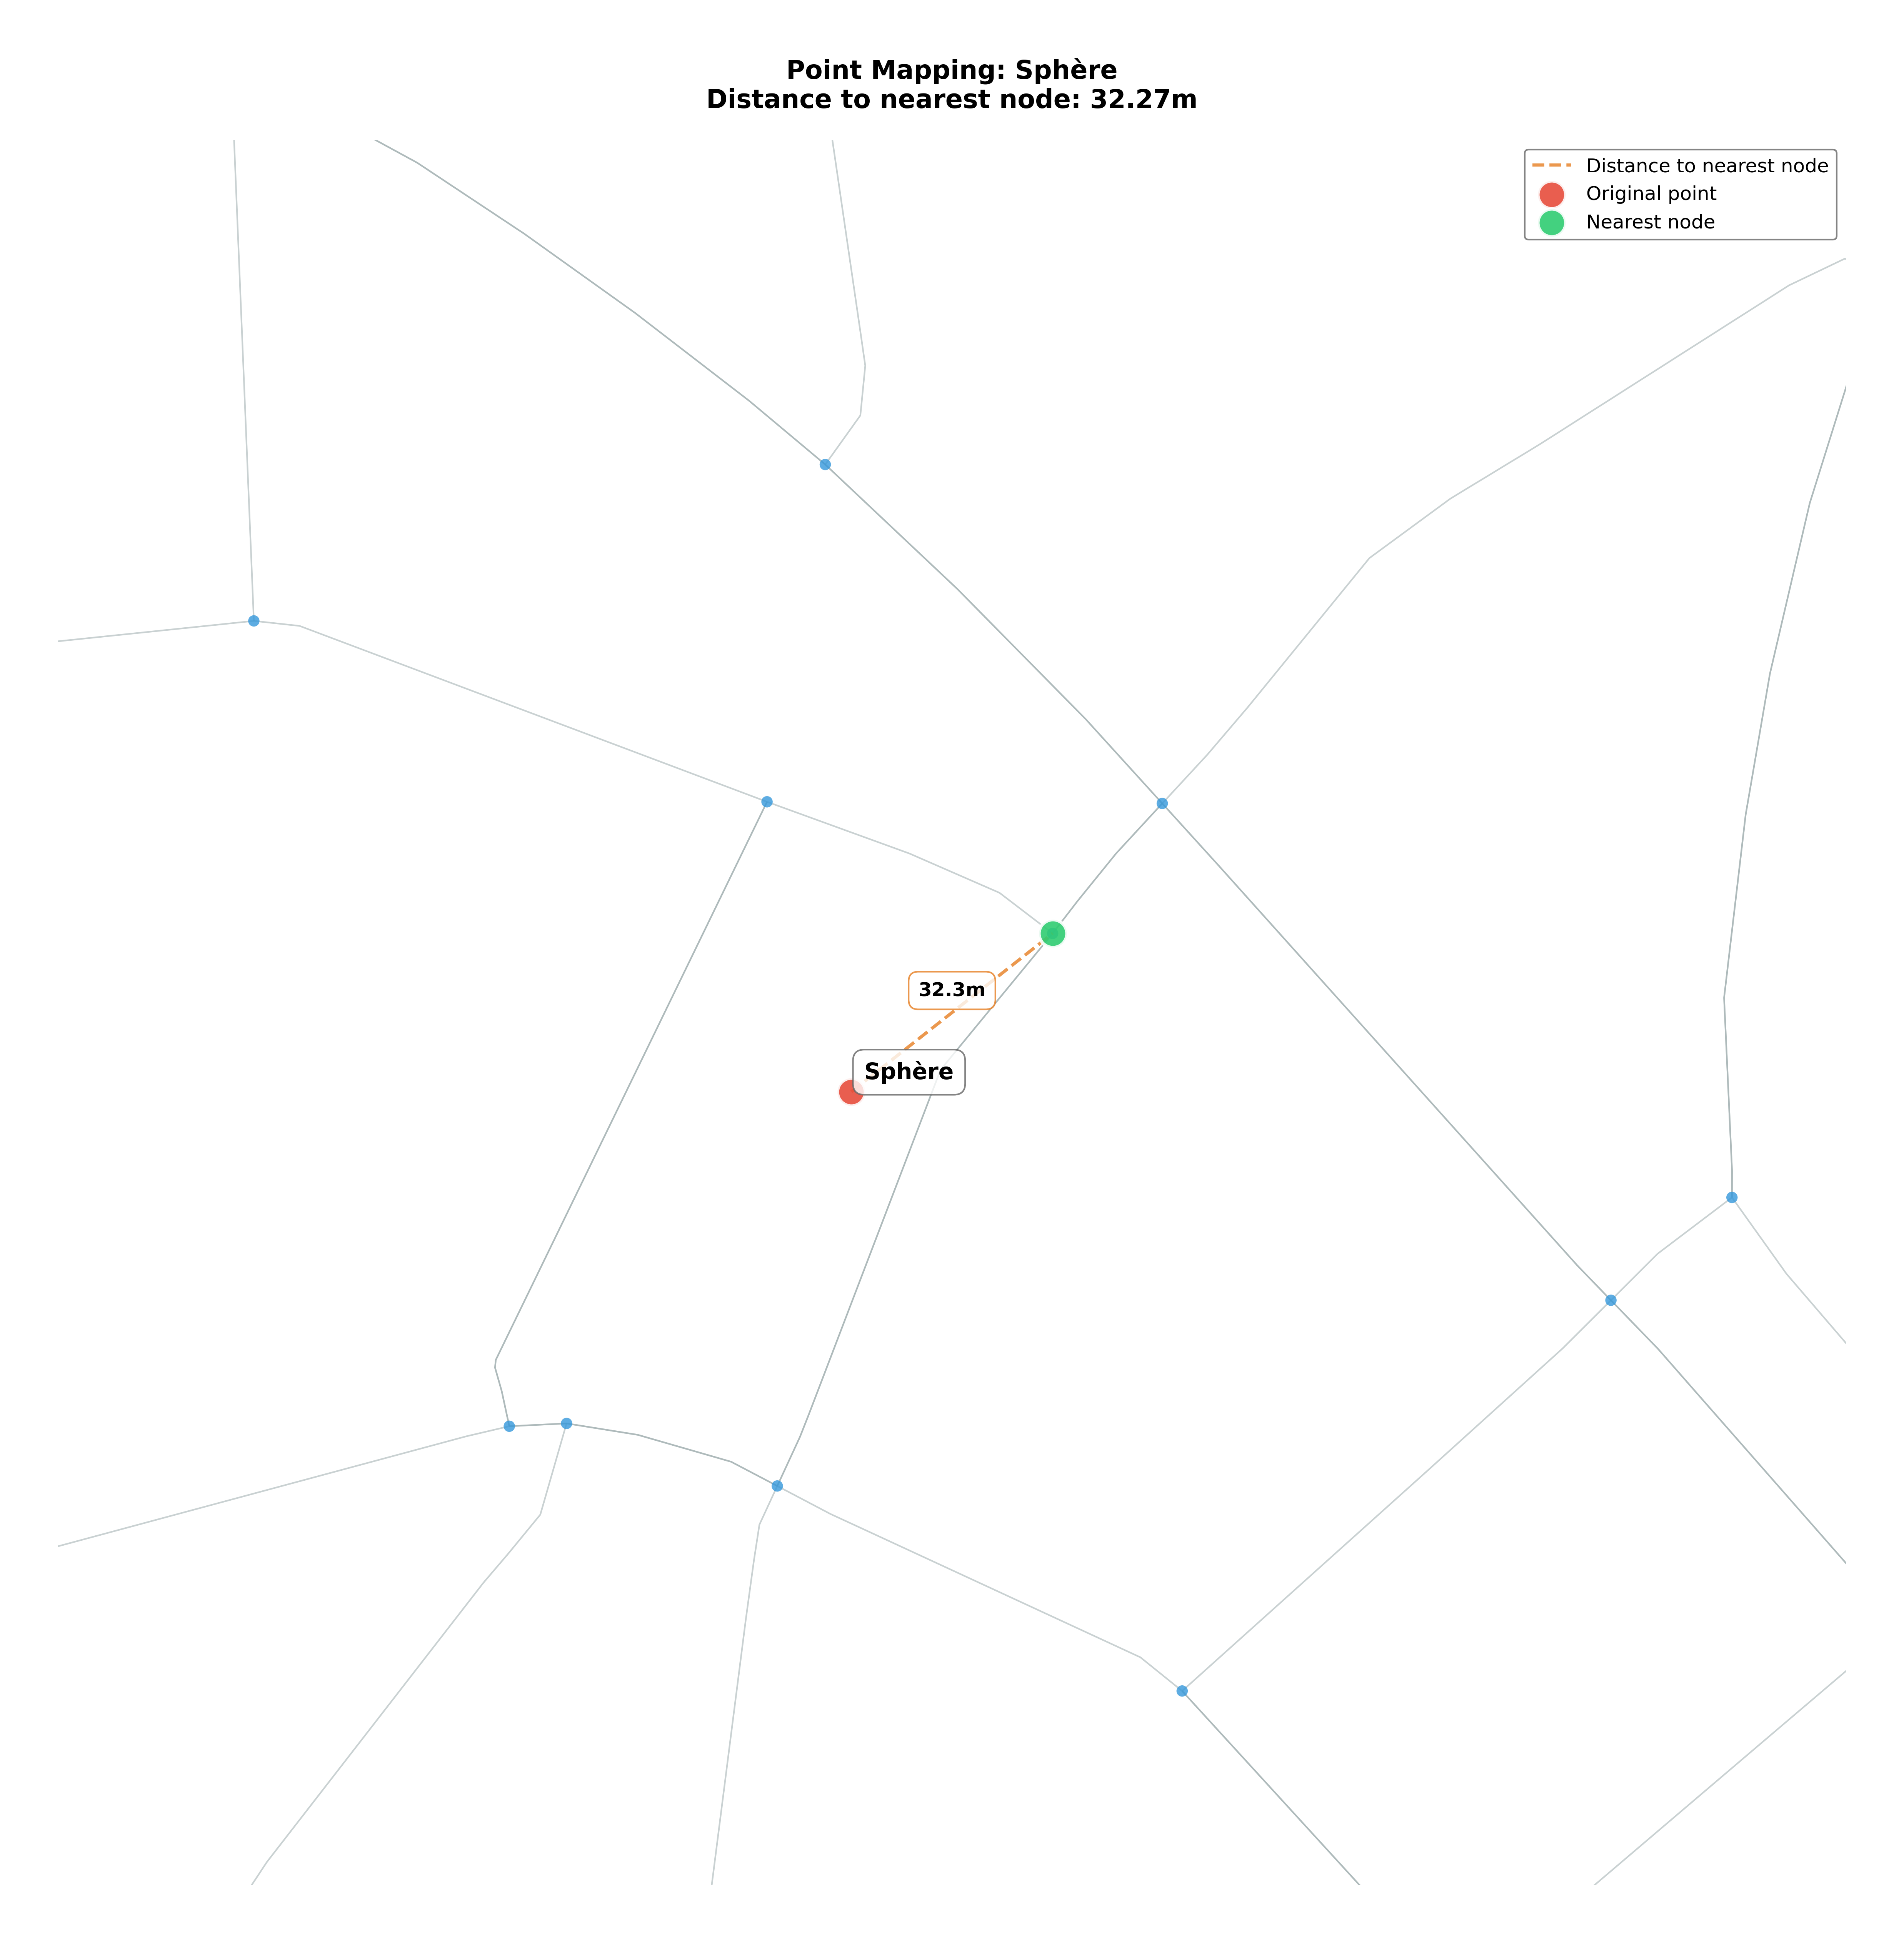 Point Mapping: Sphère
Distance to nearest node: 32.27m
Distance to nearest node
Original point
Nearest node
32.3m
Sphère